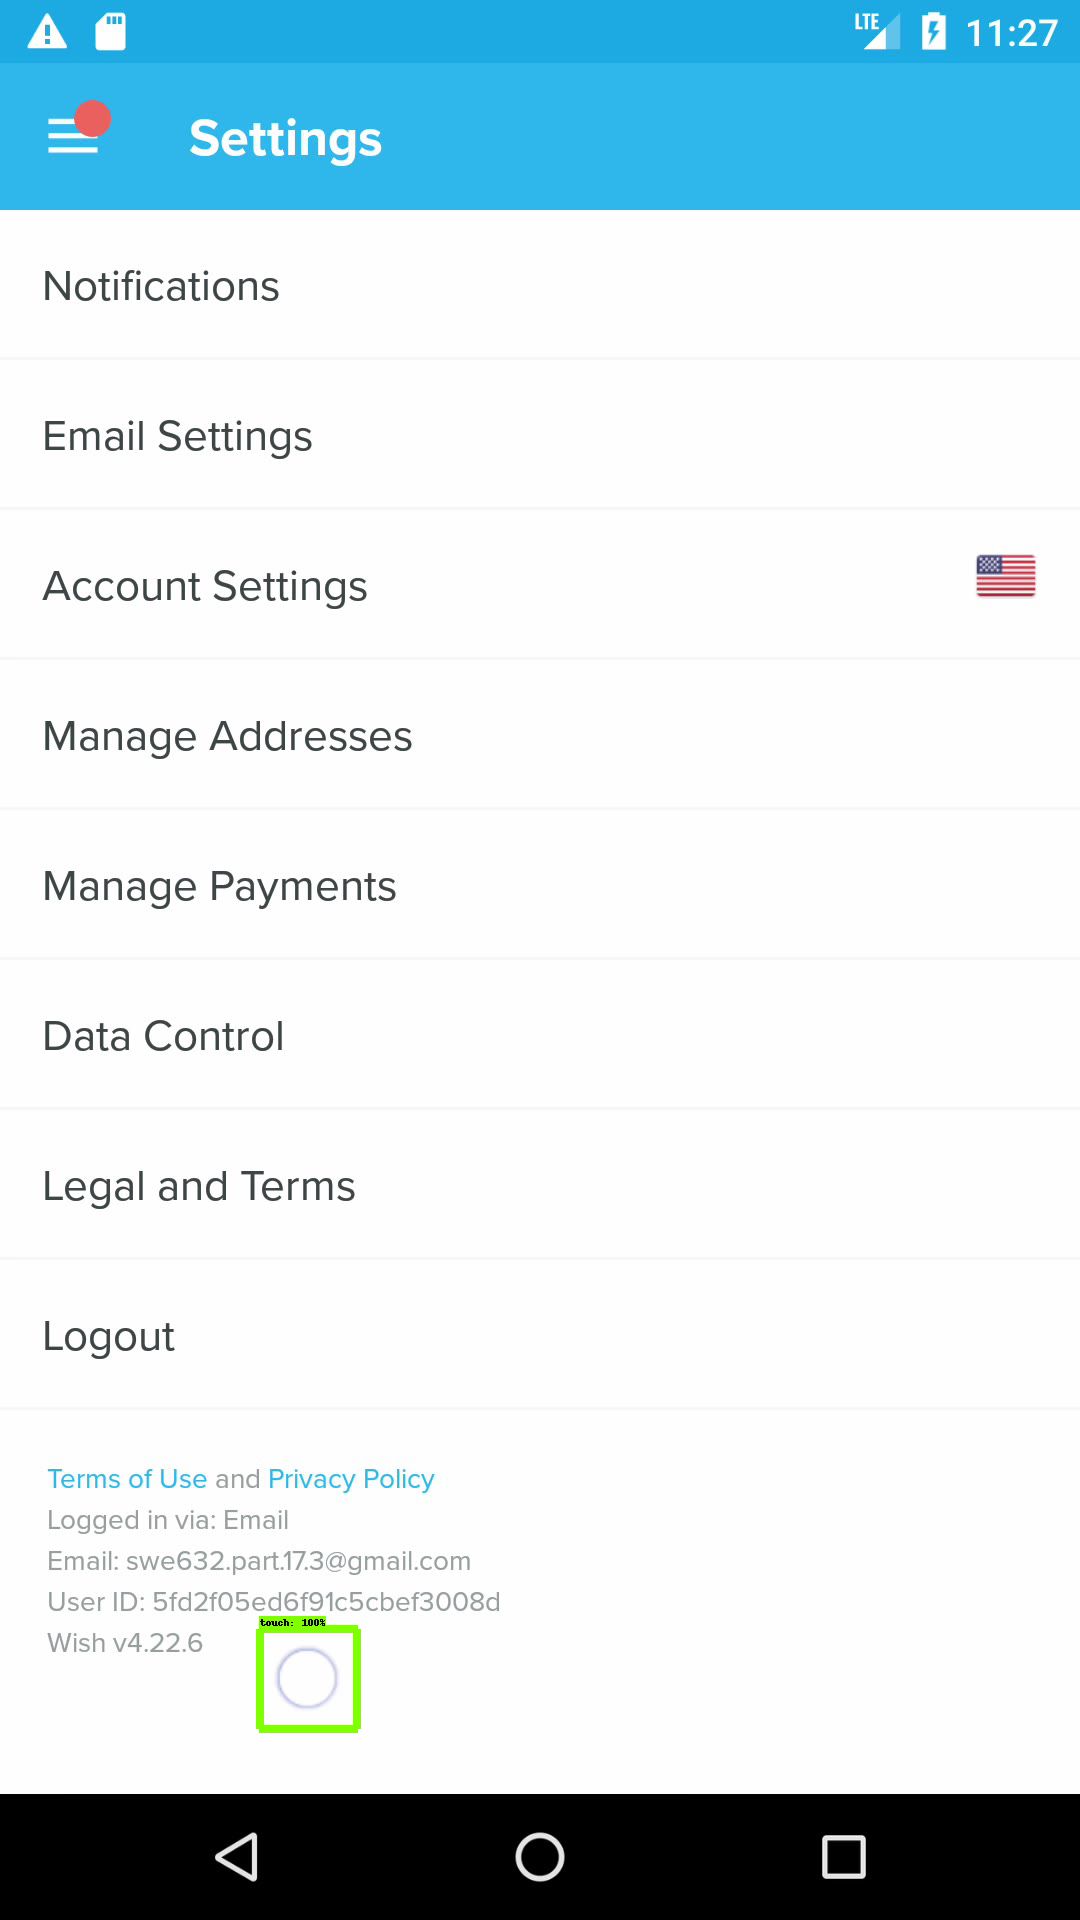 LTE 11:27
Settings
Notifications
Email Settings
Account Settings
Manage Addresses
Manage Payments
Data Control
Legal and Terms
Logout
Terms of Use and Privacy Policy
Logged in via: Email
Email: swe632.part.17.3@gmail.com
User ID: 5fd2f05ed6f91c5cbef3008d
touch: 100%
Wish v4.22.6